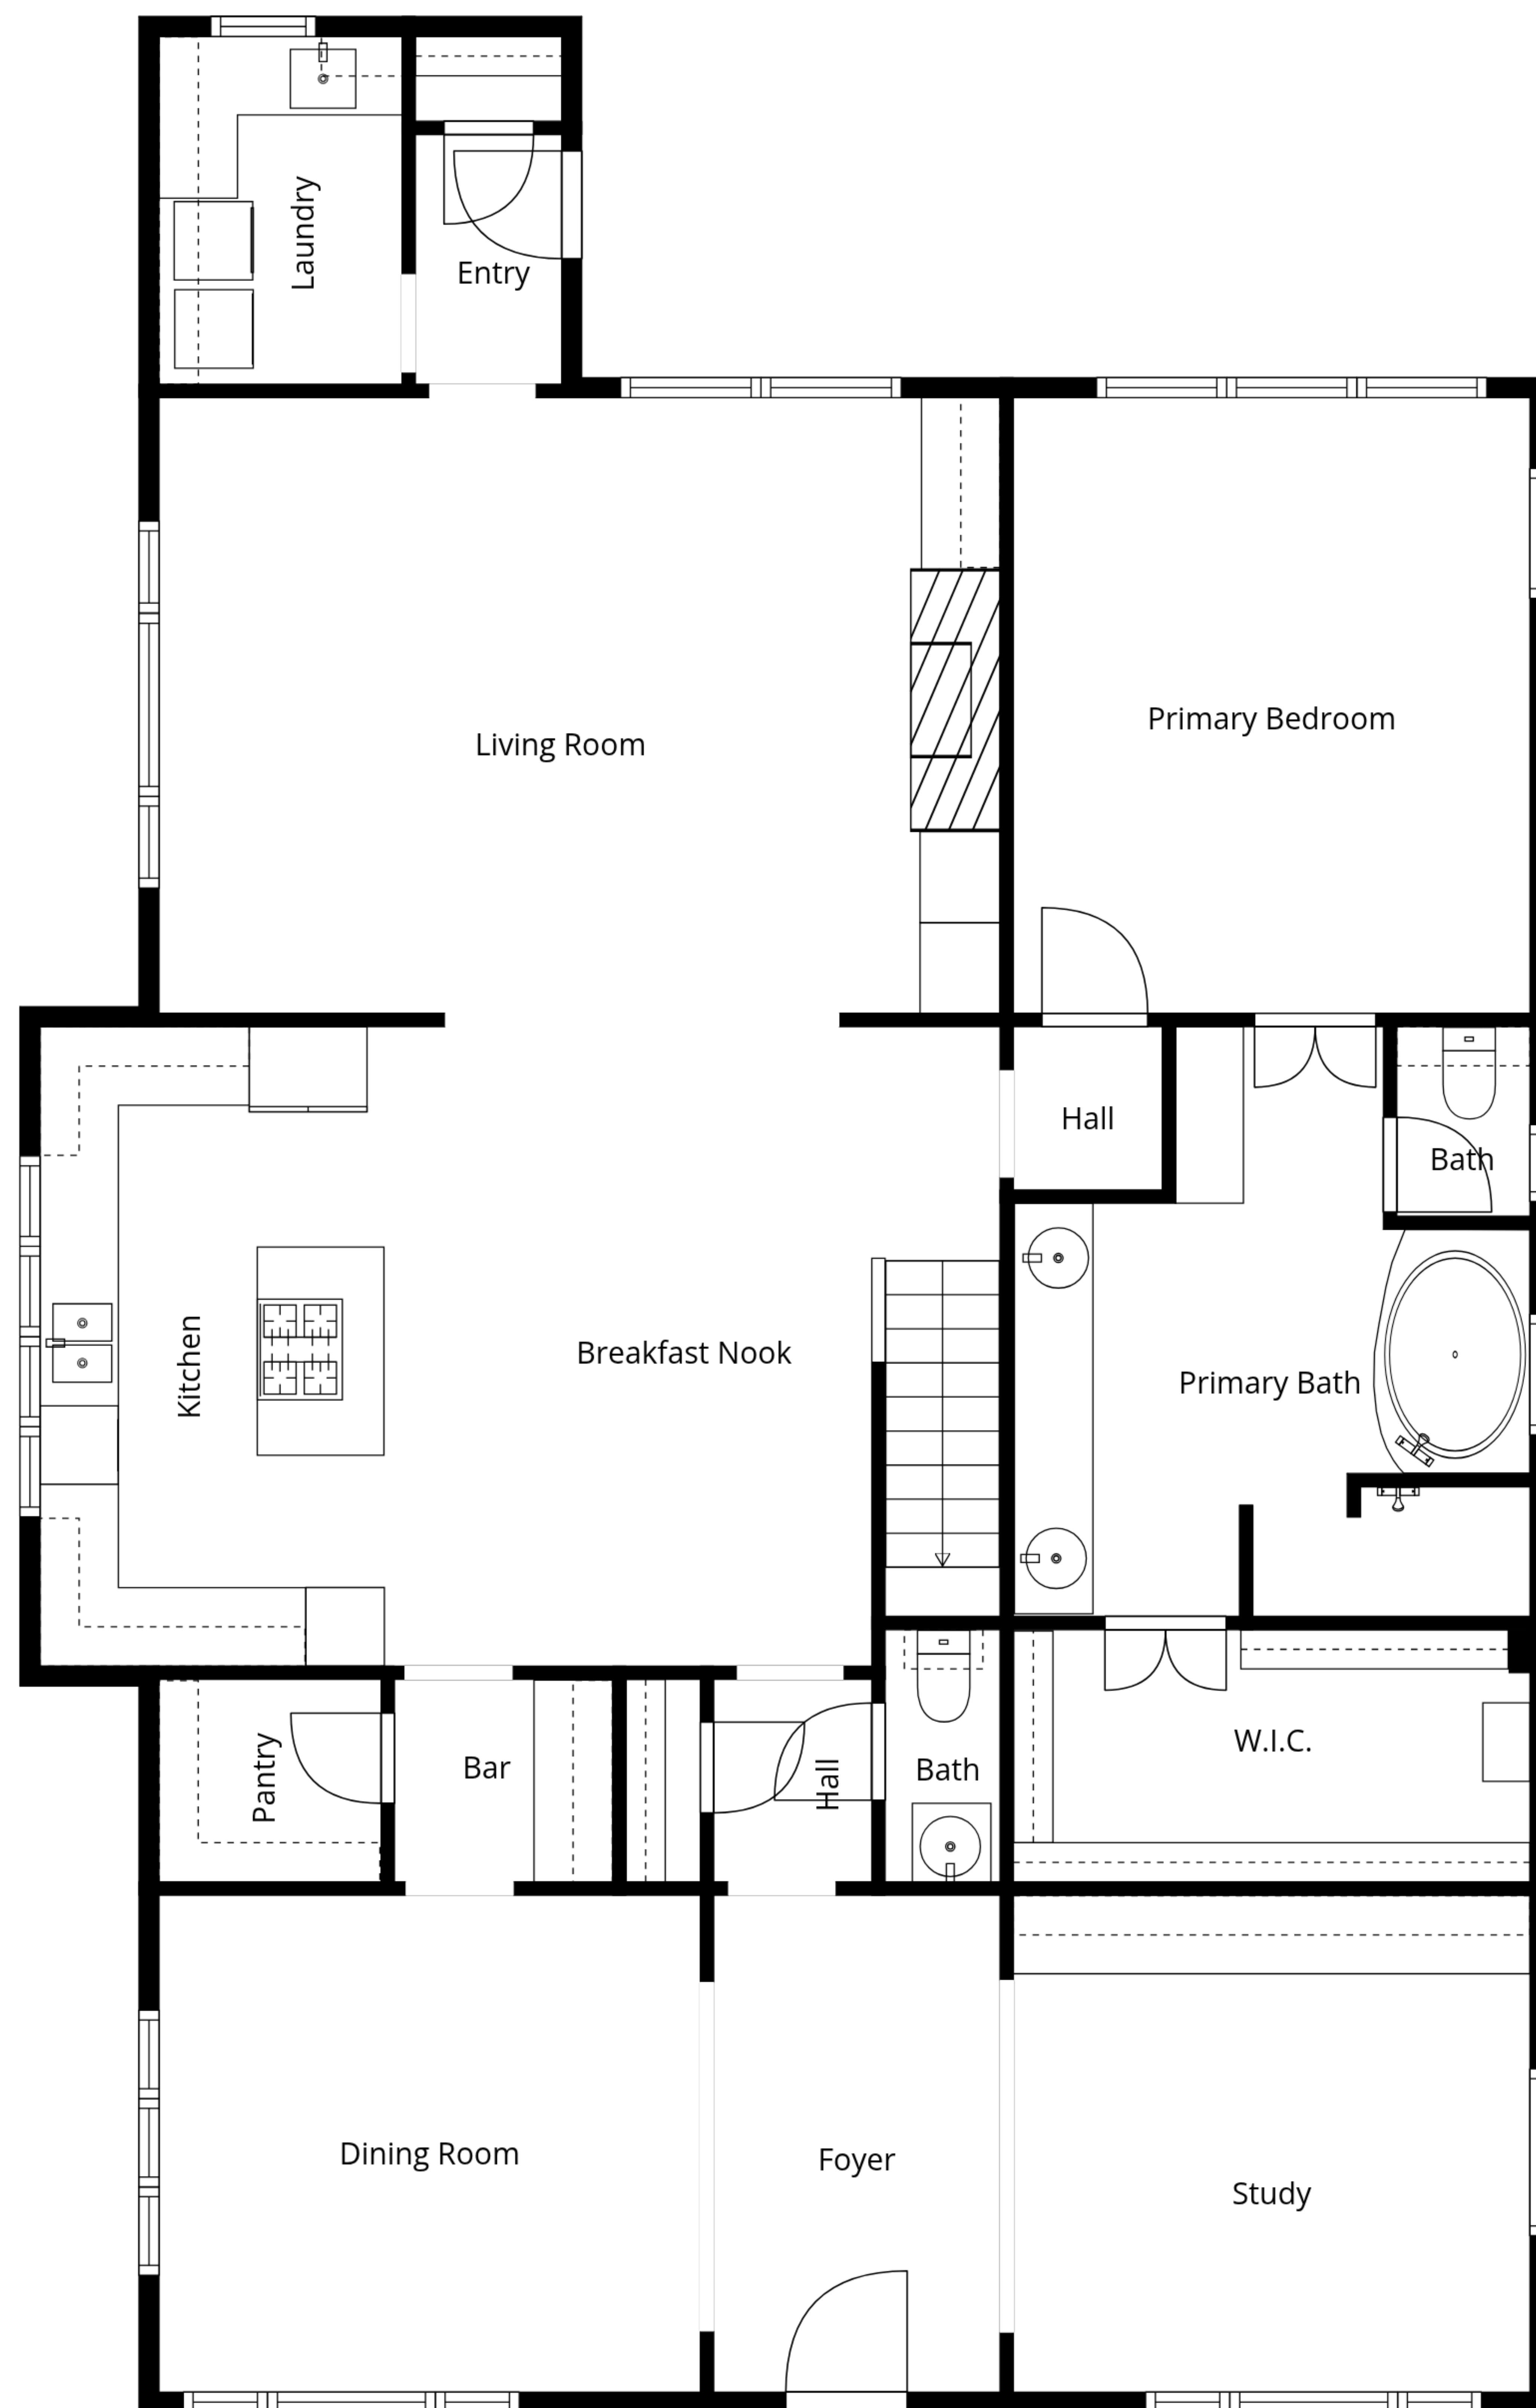 Laundry
Entry
Living Room
Primary Bedroom
Hall
Bath
Kitchen
Breakfast Nook
Primary Bath
Pantry
Bar
Hall
Bath
W.I.C.
Dining Room
Foyer
Study